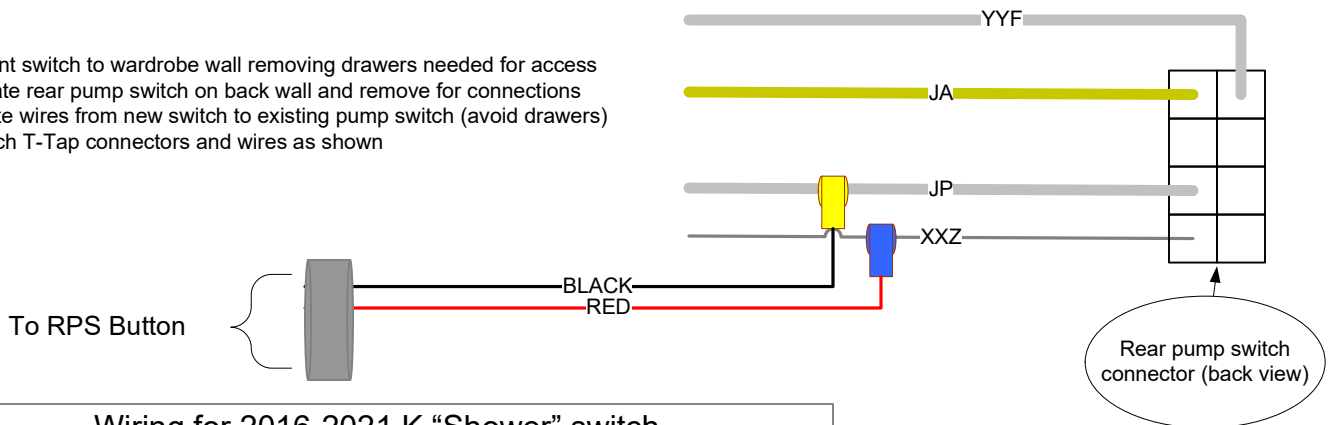 YYF
nt switch to wardrobe wall removing drawers needed for access
ate rear pump switch on back wall and remove for connections
te wires from new switch to existing pump switch (avoid drawers)
ch T-Tap connectors and wires as shown
JA
JP
XXZ
BLACK
RED
To RPS Button
Rear pump switch
connector (back view)
Wiring for 2016-2021 K “Shower” switch